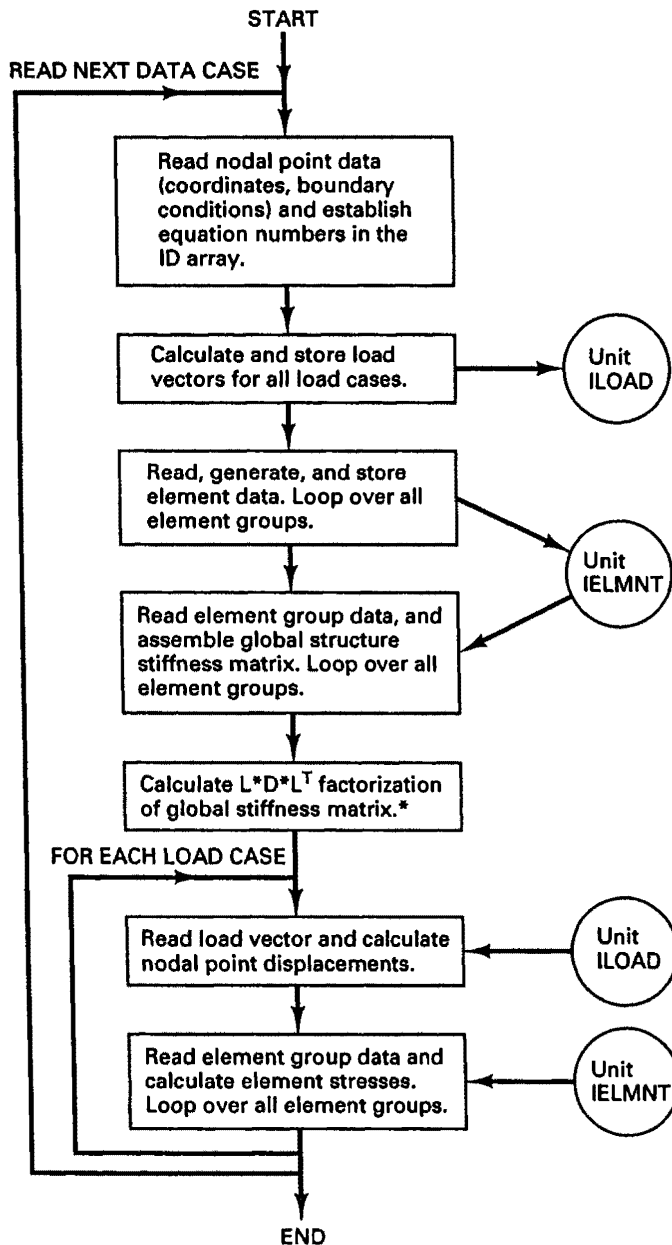 START
READ NEXT DATA CASE
Read nodal point data
(coordinates, boundary
conditions) and establish
equation numbers in the
ID array.
Calculate and store load
vectors for all load cases.
Unit
ILOAD
Read, generate, and store
element data. Loop over all
element groups.
Unit
IELMNT
Read element group data, and
assemble global structure
stiffness matrix. Loop over all
element groups.
Calculate L*D*Lᵀ factorization
of global stiffness matrix.*
FOR EACH LOAD CASE
Read load vector and calculate
nodal point displacements.
Unit
ILOAD
Read element group data and
calculate element stresses.
Loop over all element groups.
Unit
IELMNT
END